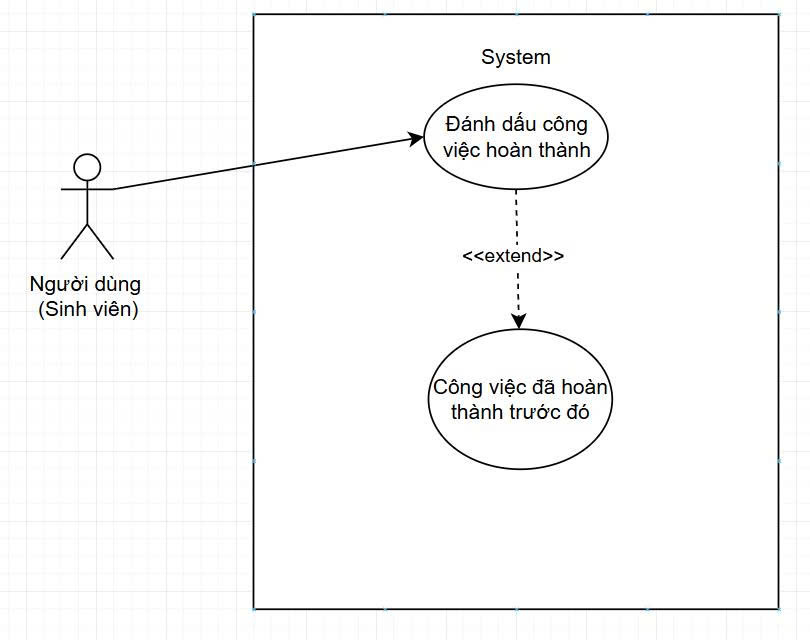 System
Đánh dấu công
việc hoàn thành
<<extend>>
Người dùng
(Sinh viên)
Công việc đã hoàn
thành trước đó